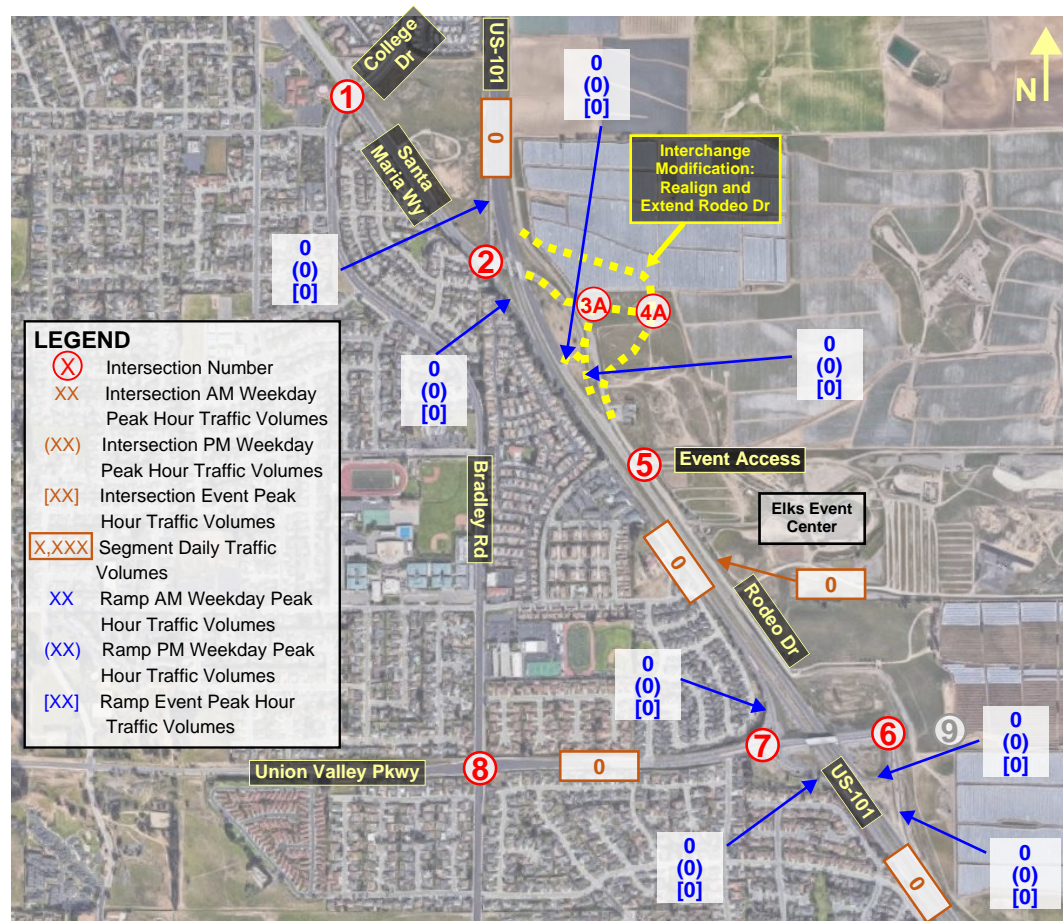 College
Dr
US-101
0
(0)
[0]
N
1
0
Interchange
Modification:
Realign and
Extend Rodeo Dr
Santa
Maria Wy
0
(0)
[0]
2
3A
4A
LEGEND
X Intersection Number
XX Intersection AM Weekday
Peak Hour Traffic Volumes
(XX) Intersection PM Weekday
Peak Hour Traffic Volumes
[XX] Intersection Event Peak
Hour Traffic Volumes
X,XXX Segment Daily Traffic
Volumes
XX Ramp AM Weekday Peak
Hour Traffic Volumes
(XX) Ramp PM Weekday Peak
Hour Traffic Volumes
[XX] Ramp Event Peak Hour
Traffic Volumes
0
(0)
[0]
0
(0)
[0]
5
Event Access
Bradley Rd
Elks Event
Center
0
0
Rodeo Dr
0
(0)
[0]
7
6
9
0
(0)
[0]
Union Valley Pkwy
8
0
US-101
0
(0)
[0]
0
(0)
[0]
0